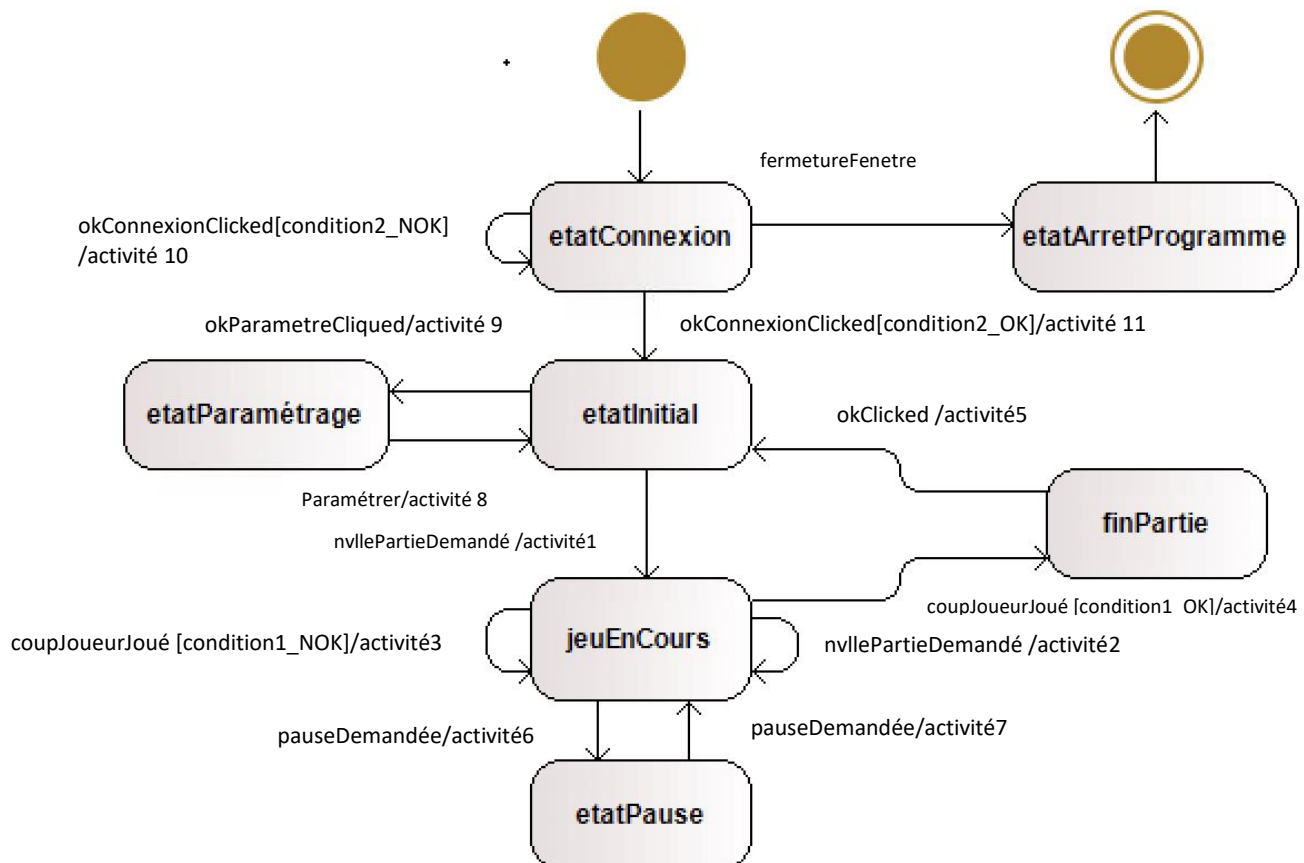 fermetureFenetre
okConnexionClicked[condition2_NOK]
/activité 10
etatConnexion
etatArretProgramme
okParametreCliqued/activité 9
okConnexionClicked[condition2_OK]/activité 11
etatParamétrage
etatInitial
okClicked /activité5
Paramétrer/activité 8
nvllePartieDemandé /activité1
finPartie
coupJoueurJoué [condition1_OK]/activité4
coupJoueurJoué [condition1_NOK]/activité3
jeuEnCours
nvllePartieDemandé /activité2
pauseDemandée/activité6
pauseDemandée/activité7
etatPause